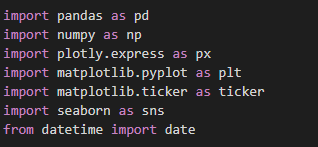 import pandas as pd
import numpy as np
import plotly.express as px
import matplotlib.pyplot as plt
import matplotlib.ticker as ticker
import seaborn as sns
from datetime import date